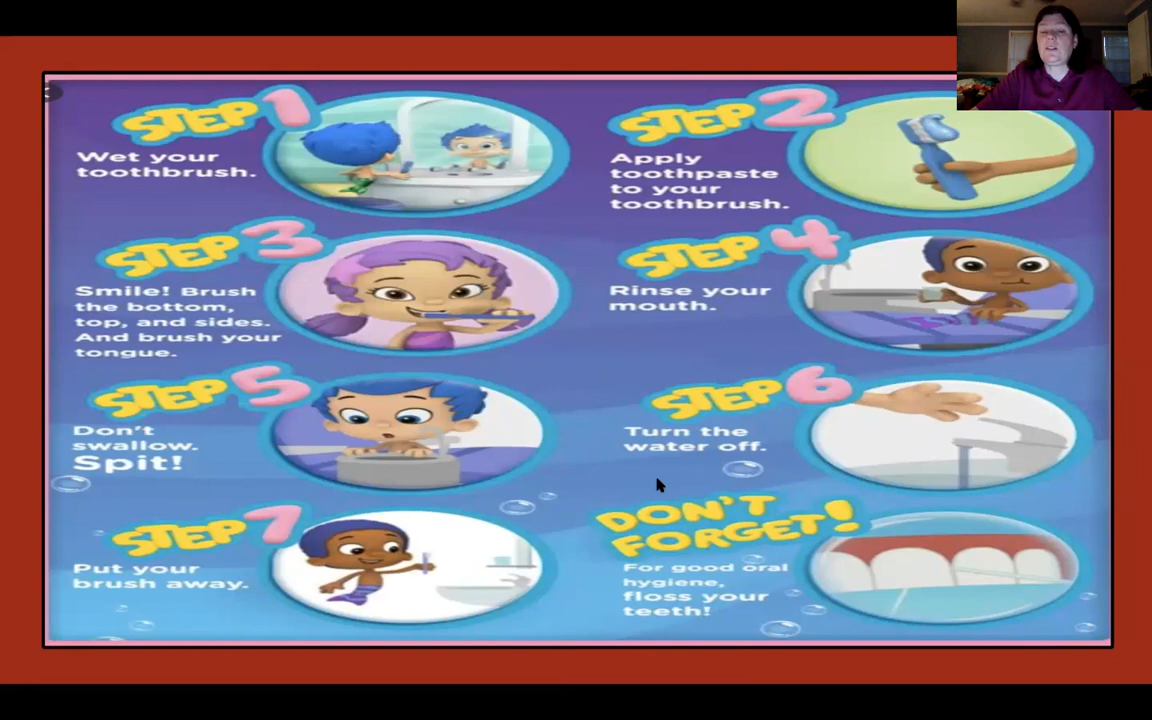 STEP 1
Wet your
toothbrush.
STEP 2
Apply
toothpaste
to your
toothbrush.
STEP 3
Smile! Brush
the bottom,
top, and sides.
And brush your
tongue.
STEP 4
Rinse your
mouth.
STEP 5
Don't
swallow.
Spit!
STEP 6
Turn the
water off.
STEP 7
Put your
brush away.
DON'T
FORGET!
For good oral
hygiene,
floss your
teeth!